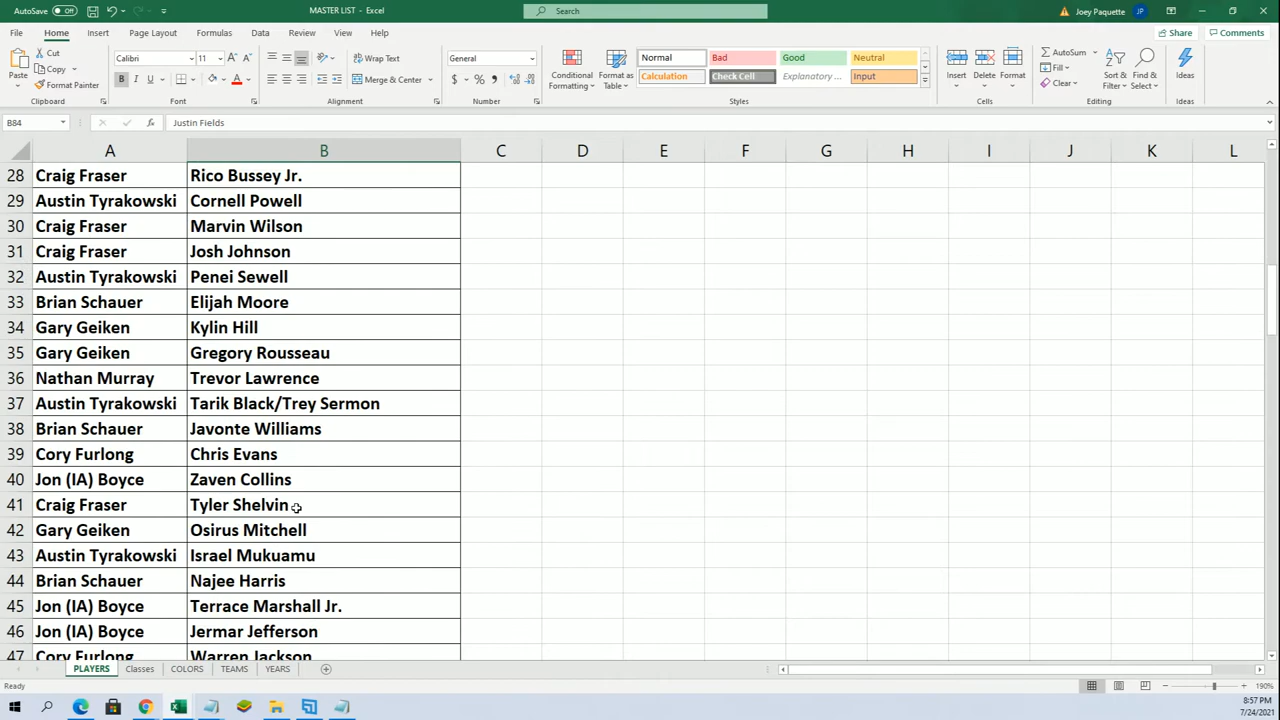 AutoSave Off MASTER LIST - Excel Search Joey Paquette JP
File Home Insert Page Layout Formulas Data Review View Help Share Comments
Paste Cut Copy Format Painter Clipboard
Calibri 11 A A B I U A Font
ab Wrap Text Merge & Center Alignment
General $ % , Number
Conditional Formatting Format as Table
Normal Bad Good Neutral
Calculation Check Cell Explanatory ... Input
Styles
Insert Delete Format Cells
AutoSum Fill Clear Sort & Filter Find & Select Editing
Ideas Ideas
B84 fx Justin Fields
A B C D E F G H I J K L
28 Craig Fraser Rico Bussey Jr.
29 Austin Tyrakowski Cornell Powell
30 Craig Fraser Marvin Wilson
31 Craig Fraser Josh Johnson
32 Austin Tyrakowski Penei Sewell
33 Brian Schauer Elijah Moore
34 Gary Geiken Kylin Hill
35 Gary Geiken Gregory Rousseau
36 Nathan Murray Trevor Lawrence
37 Austin Tyrakowski Tarik Black/Trey Sermon
38 Brian Schauer Javonte Williams
39 Cory Furlong Chris Evans
40 Jon (IA) Boyce Zaven Collins
41 Craig Fraser Tyler Shelvin
42 Gary Geiken Osirus Mitchell
43 Austin Tyrakowski Israel Mukuamu
44 Brian Schauer Najee Harris
45 Jon (IA) Boyce Terrace Marshall Jr.
46 Jon (IA) Boyce Jermar Jefferson
47 Cory Furlong Warren Jackson
PLAYERS Classes COLORS TEAMS YEARS
Ready 190%
8:57 PM
7/24/2021